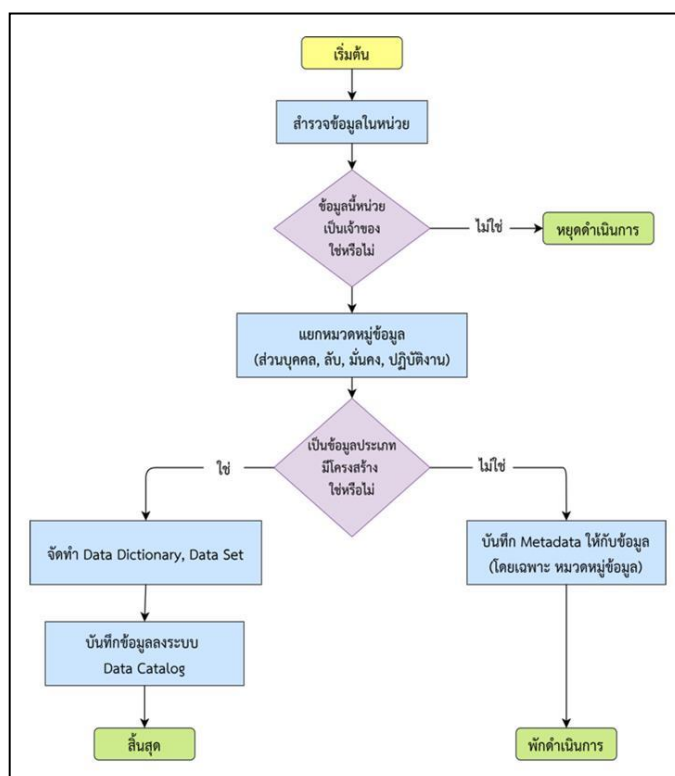 เริ่มต้น
สำรวจข้อมูลในหน่วย
ข้อมูลนี้หน่วย
เป็นเจ้าของ
ใช่หรือไม่
ไม่ใช่
หยุดดำเนินการ
แยกหมวดหมู่ข้อมูล
(ส่วนบุคคล, ลับ, มั่นคง, ปฏิบัติงาน)
เป็นข้อมูลประเภท
มีโครงสร้าง
ใช่หรือไม่
ใช่
ไม่ใช่
จัดทำ Data Dictionary, Data Set
บันทึก Metadata ให้กับข้อมูล
(โดยเฉพาะ หมวดหมู่ข้อมูล)
บันทึกข้อมูลลงระบบ
Data Catalog
สิ้นสุด
พักดำเนินการ